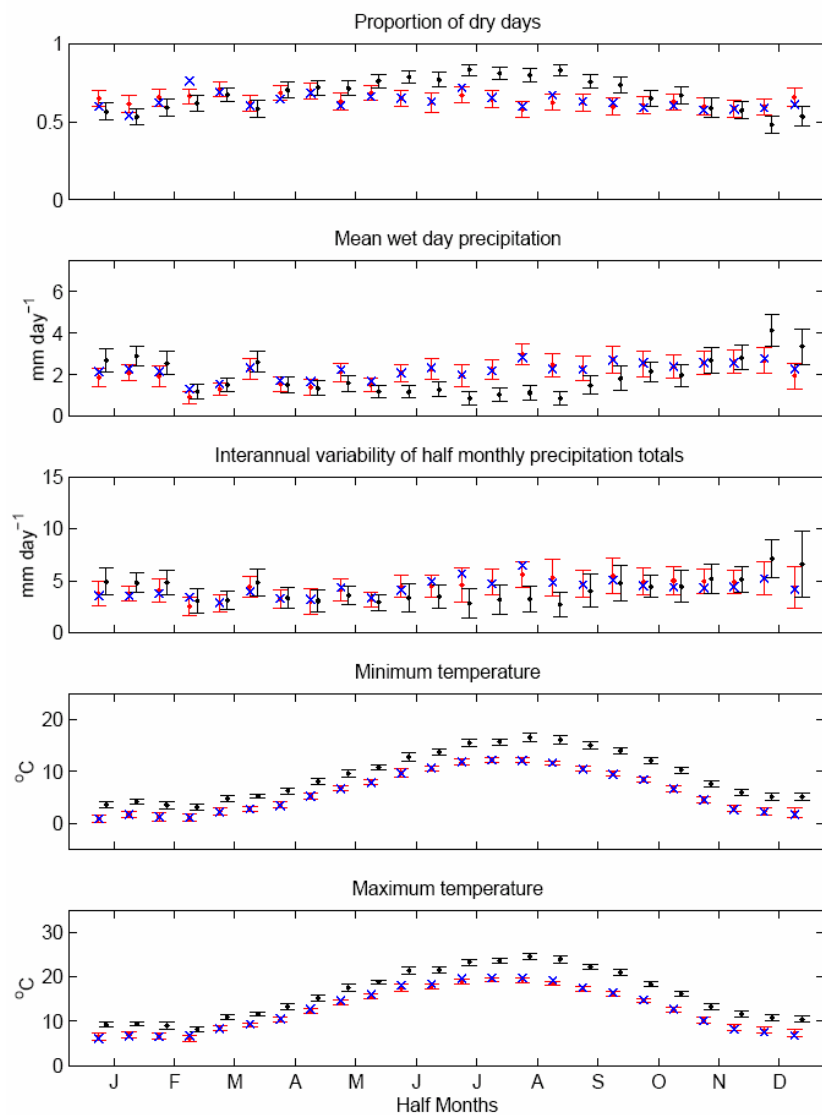 Proportion of dry days
1
0.5
0
Mean wet day precipitation
6
4
2
0
mm day⁻¹
Interannual variability of half monthly precipitation totals
15
10
5
0
mm day⁻¹
Minimum temperature
20
10
0
°C
Maximum temperature
30
20
10
0
°C
J F M A M J J A S O N D
Half Months